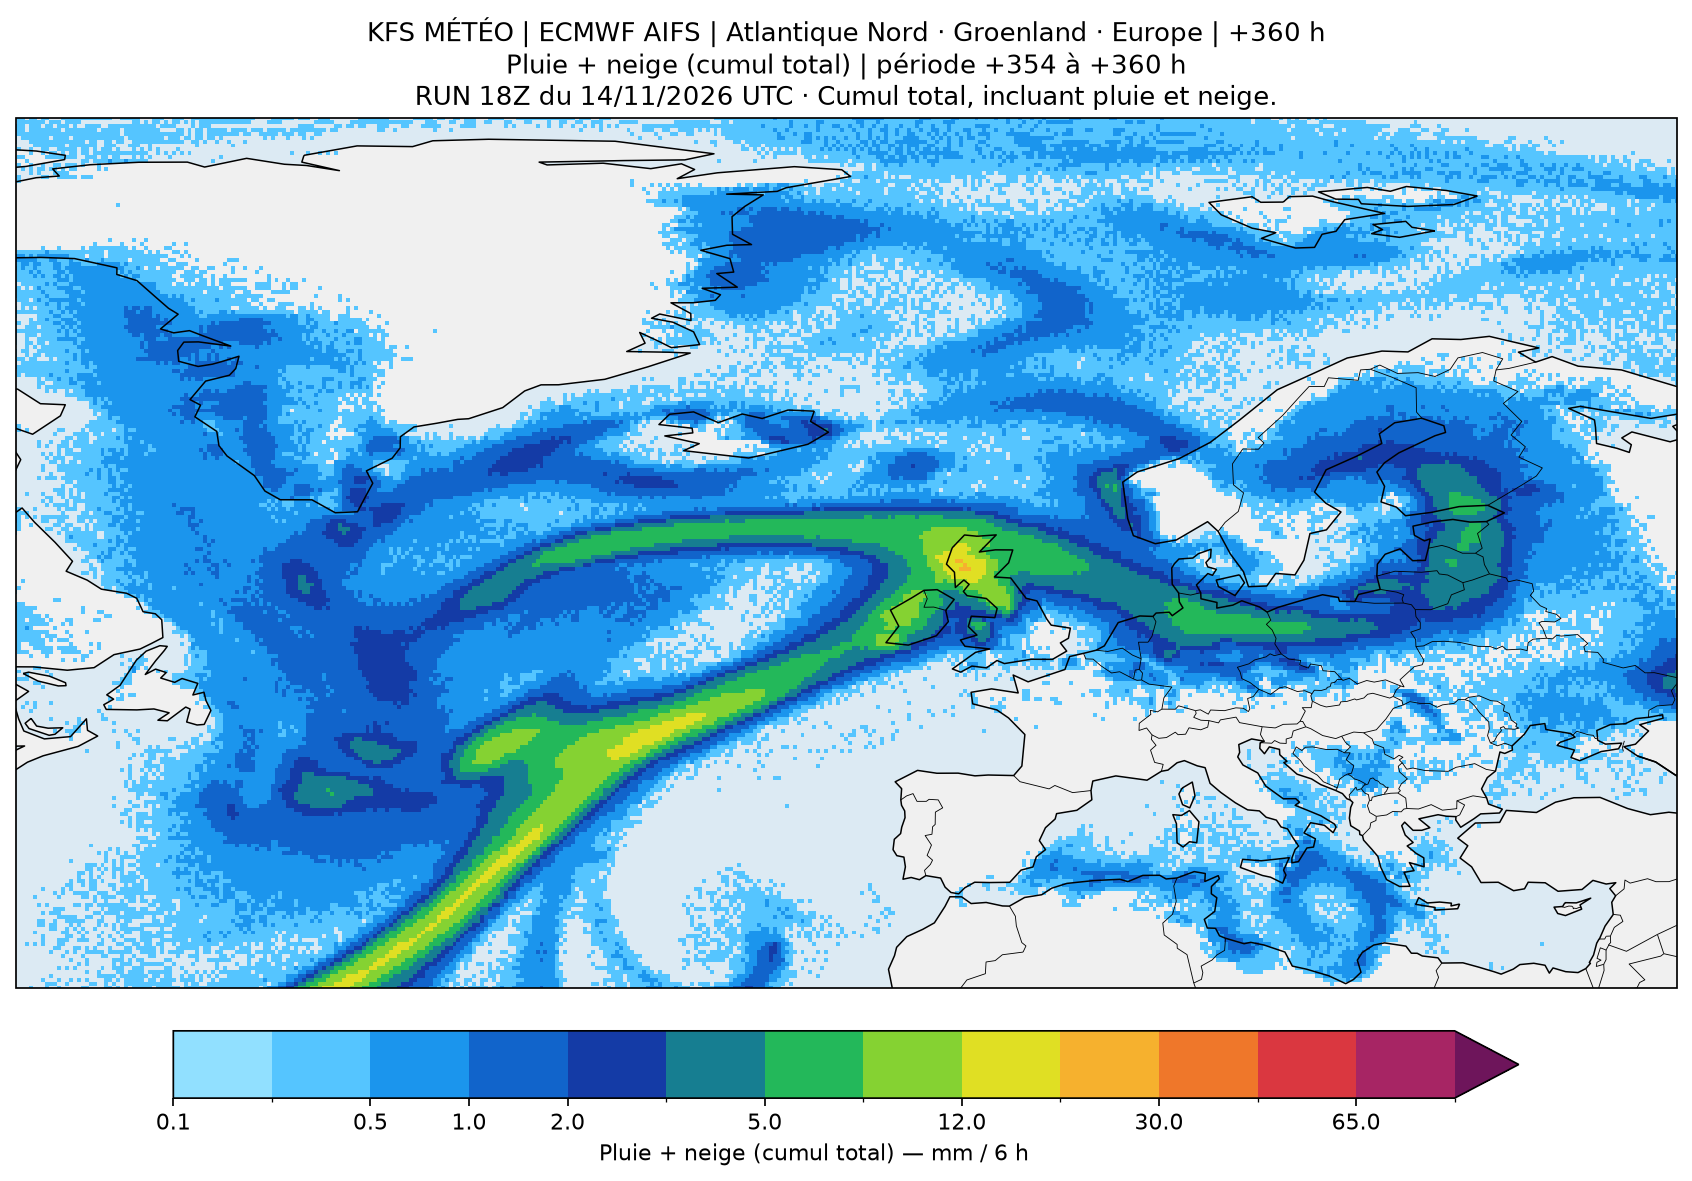 KFS MÉTÉO | ECMWF AIFS | Atlantique Nord · Groenland · Europe | +360 h
Pluie + neige (cumul total) | période +354 à +360 h
RUN 18Z du 14/11/2026 UTC · Cumul total, incluant pluie et neige.
0.1 0.5 1.0 2.0 5.0 12.0 30.0 65.0
Pluie + neige (cumul total) — mm / 6 h